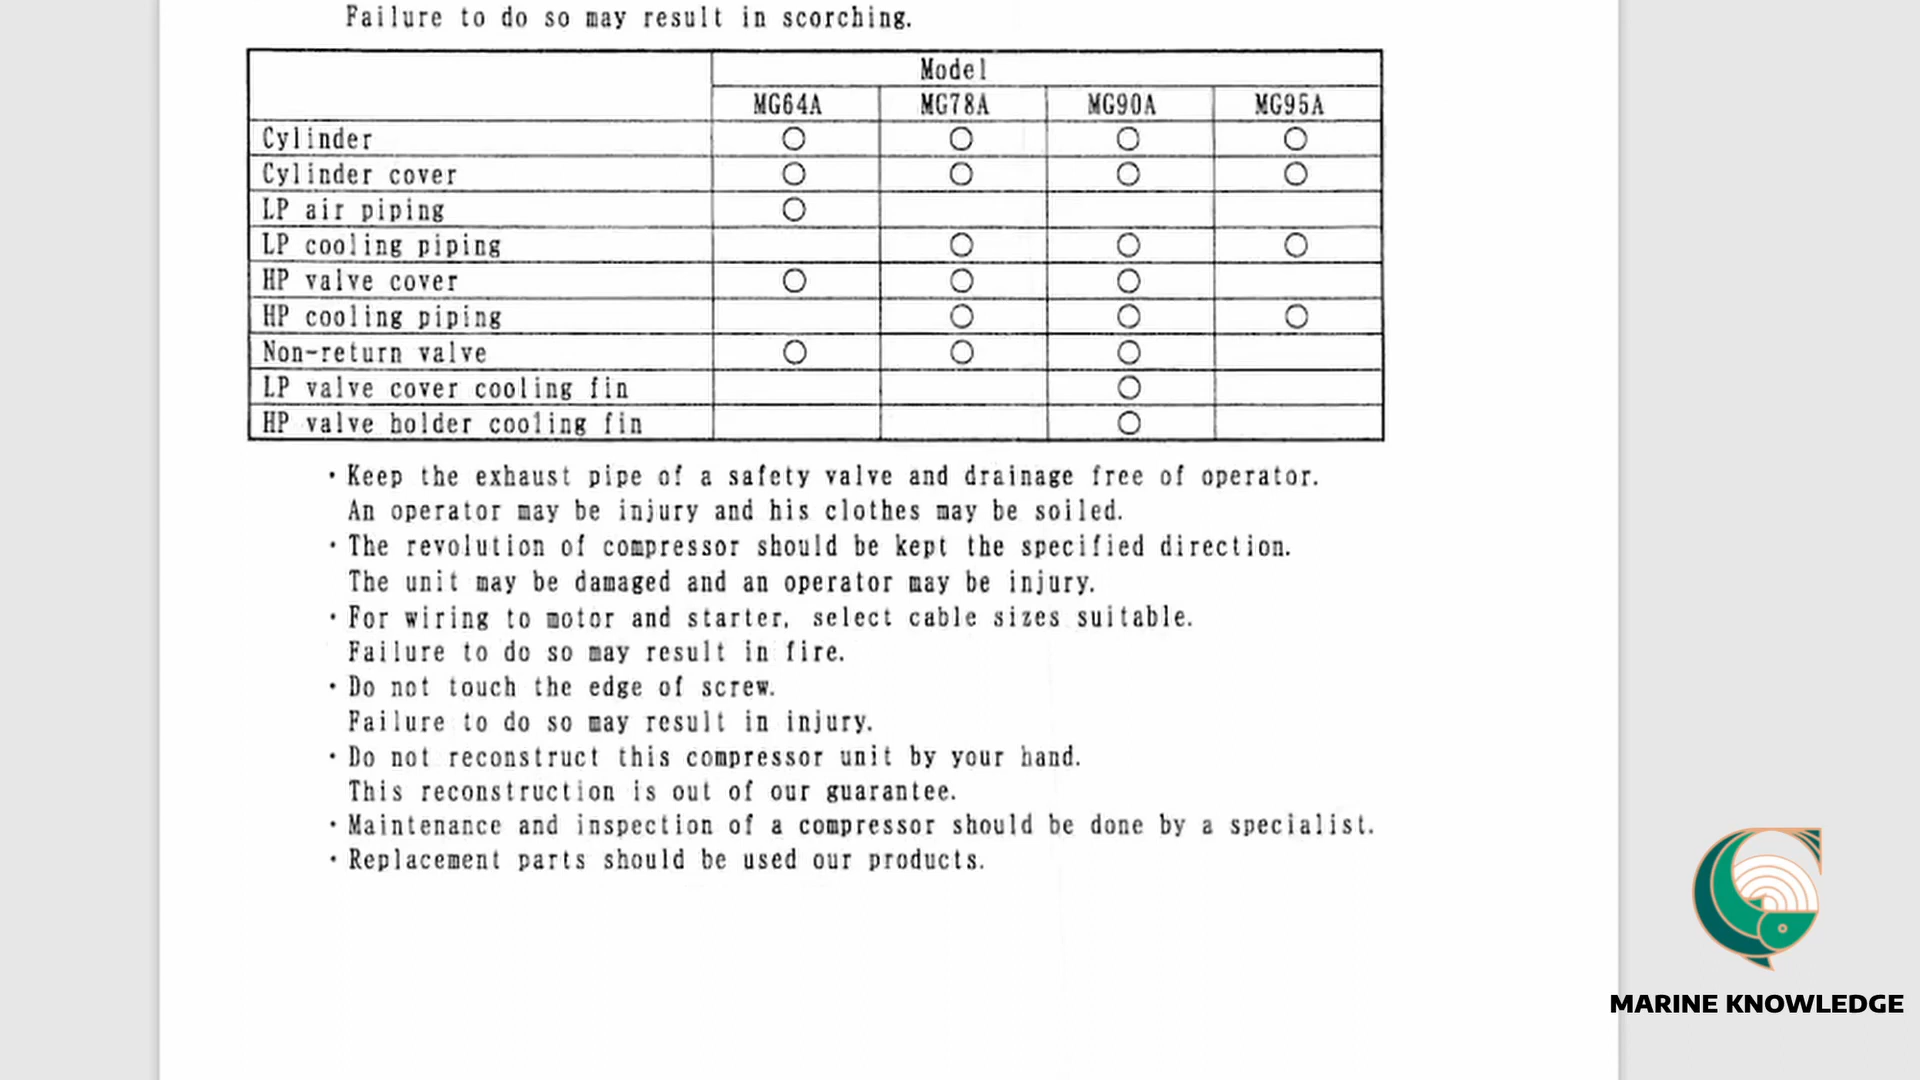 Failure to do so may result in scorching.
Model
MG64A MG78A MG90A MG95A
Cylinder ○ ○ ○ ○
Cylinder cover ○ ○ ○ ○
LP air piping ○
LP cooling piping ○ ○ ○
HP valve cover ○ ○ ○
HP cooling piping ○ ○ ○
Non-return valve ○ ○ ○
LP valve cover cooling fin ○
HP valve holder cooling fin ○
・Keep the exhaust pipe of a safety valve and drainage free of operator.
An operator may be injury and his clothes may be soiled.
・The revolution of compressor should be kept the specified direction.
The unit may be damaged and an operator may be injury.
・For wiring to motor and starter, select cable sizes suitable.
Failure to do so may result in fire.
・Do not touch the edge of screw.
Failure to do so may result in injury.
・Do not reconstruct this compressor unit by your hand.
This reconstruction is out of our guarantee.
・Maintenance and inspection of a compressor should be done by a specialist.
・Replacement parts should be used our products.
MARINE KNOWLEDGE